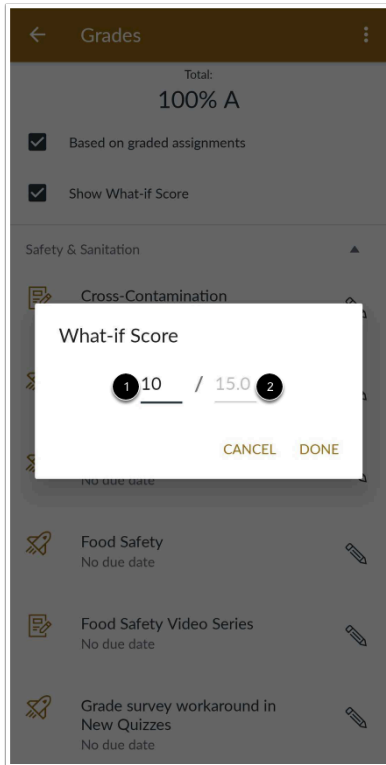 Grades
Total:
100% A
Based on graded assignments
Show What-if Score
Safety & Sanitation
Cross-Contamination
What-if Score
1 10 / 15.0 2
CANCEL DONE
No due date
Food Safety
No due date
Food Safety Video Series
No due date
Grade survey workaround in
New Quizzes
No due date